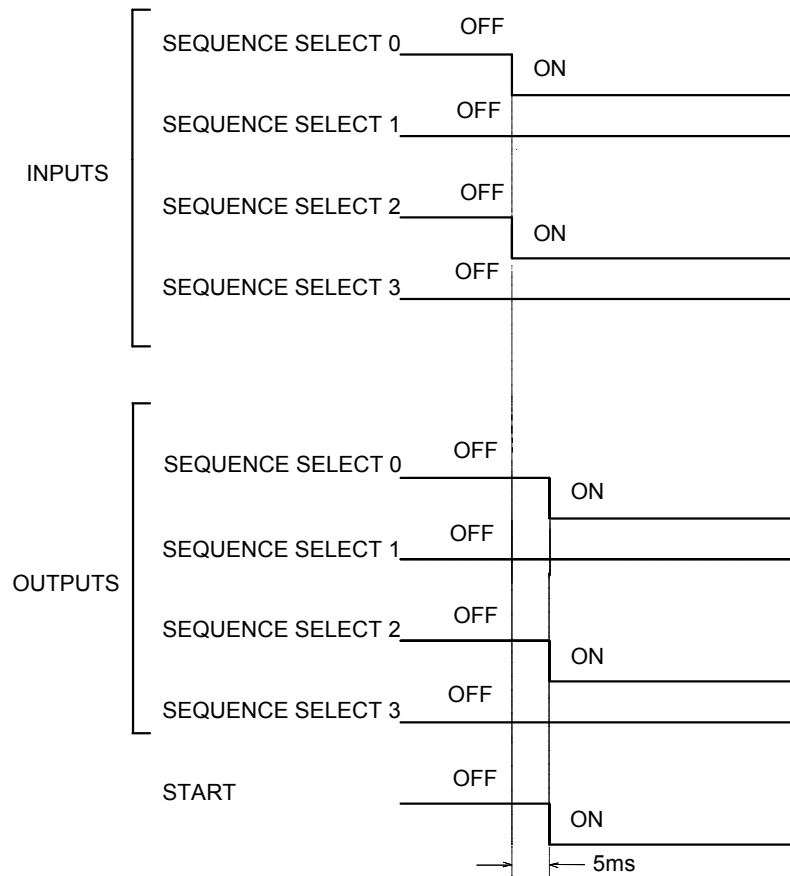 OFF
SEQUENCE SELECT 0
ON
OFF
SEQUENCE SELECT 1
INPUTS
OFF
SEQUENCE SELECT 2
ON
OFF
SEQUENCE SELECT 3
OFF
SEQUENCE SELECT 0
ON
OFF
SEQUENCE SELECT 1
OUTPUTS
OFF
SEQUENCE SELECT 2
ON
OFF
SEQUENCE SELECT 3
OFF
START
ON
5ms